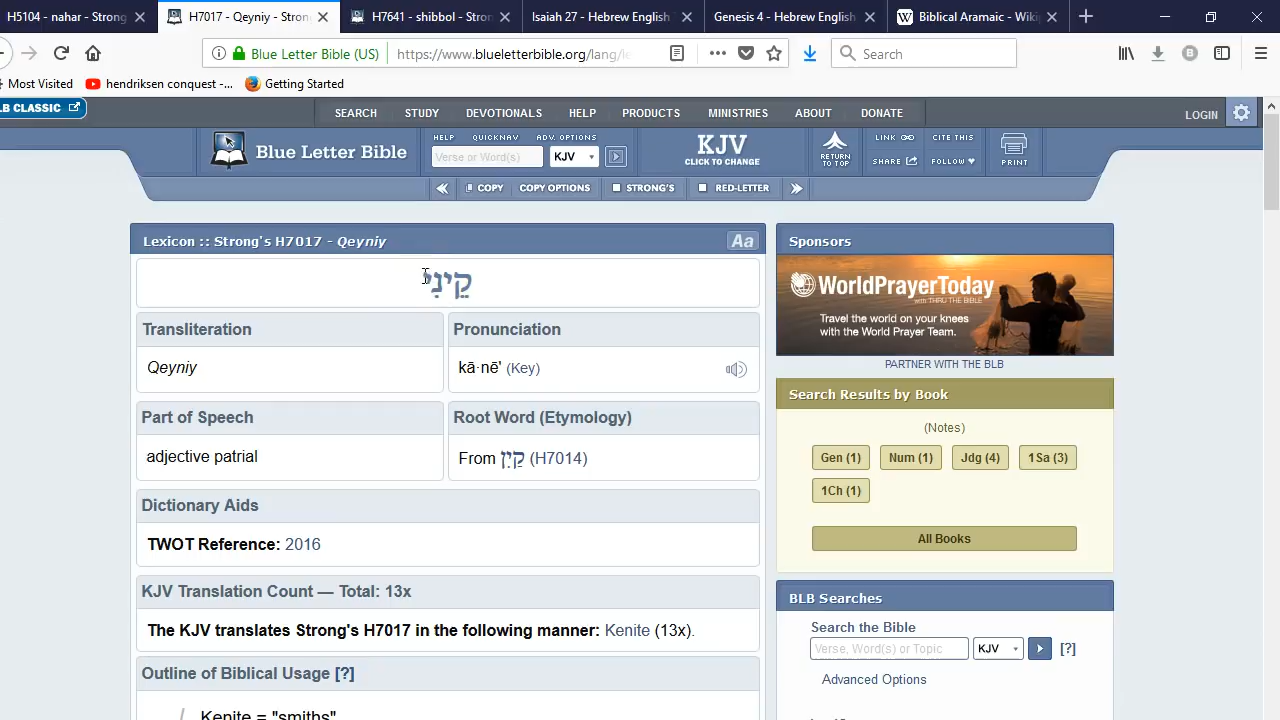 H5104 - nahar - Strong
H7017 - Qeyniy - Stron
H7641 - shibbol - Stron
Isaiah 27 - Hebrew English
Genesis 4 - Hebrew English
Biblical Aramaic - Wiki
Blue Letter Bible (US)
https://www.blueletterbible.org/lang/le
Search
Most Visited
hendriksen conquest -...
Getting Started
LB CLASSIC
SEARCH STUDY DEVOTIONALS HELP PRODUCTS MINISTRIES ABOUT DONATE
LOGIN
Blue Letter Bible
HELP QUICKNAV ADV. OPTIONS
Verse or Word(s)
KJV
KJV
CLICK TO CHANGE
RETURN
TO TOP
LINK
CITE THIS
SHARE
FOLLOW
PRINT
COPY COPY OPTIONS STRONG'S RED-LETTER
Lexicon :: Strong's H7017 - Qeyniy
Aa
קֵינִי
Transliteration
Qeyniy
Pronunciation
kā·nē' (Key)
Part of Speech
adjective patrial
Root Word (Etymology)
From קַיִן (H7014)
Dictionary Aids
TWOT Reference: 2016
KJV Translation Count — Total: 13x
The KJV translates Strong's H7017 in the following manner: Kenite (13x).
Outline of Biblical Usage [?]
Kenite = "smiths"
Sponsors
WorldPrayerToday
with THRU the BIBLE
Travel the world on your knees
with the World Prayer Team.
PARTNER WITH THE BLB
Search Results by Book
(Notes)
Gen (1) Num (1) Jdg (4) 1Sa (3)
1Ch (1)
All Books
BLB Searches
Search the Bible
Verse, Word(s) or Topic
KJV
[?]
Advanced Options